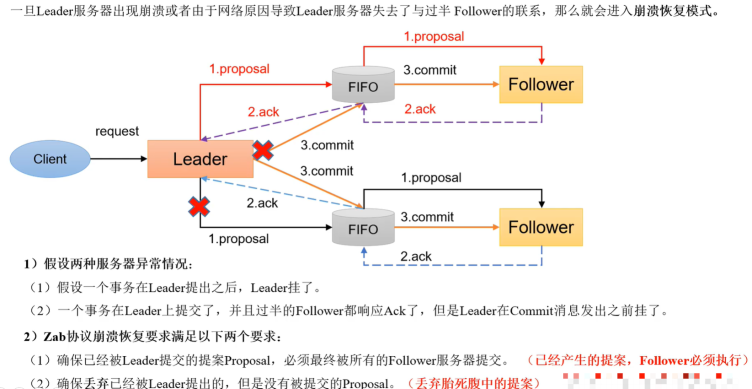 一旦Leader服务器出现崩溃或者由于网络原因导致Leader服务器失去了与过半 Follower的联系，那么就会进入崩溃恢复模式。
1.proposal
1.proposal
3.commit
FIFO
Follower
2.ack
2.ack
request
3.commit
Client
Leader
3.commit
1.proposal
2.ack
3.commit
1.proposal
FIFO
Follower
2.ack
1）假设两种服务器异常情况：
（1）假设一个事务在Leader提出之后，Leader挂了。
（2）一个事务在Leader上提交了，并且过半的Follower都响应Ack了，但是Leader在Commit消息发出之前挂了。
2）Zab协议崩溃恢复要求满足以下两个要求：
（1）确保已经被Leader提交的提案Proposal，必须最终被所有的Follower服务器提交。 （已经产生的提案，Follower必须执行）
（2）确保丢弃已经被Leader提出的，但是没有被提交的Proposal。（丢弃胎死腹中的提案）